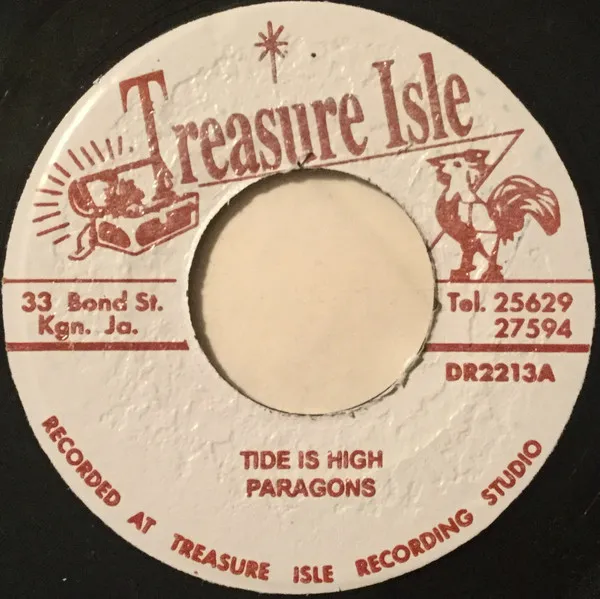 Treasure Isle
33 Bond St.
Kgn. Ja.
Tel. 25629
27594
DR2213A
TIDE IS HIGH
PARAGONS
RECORDED AT TREASURE ISLE RECORDING STUDIO